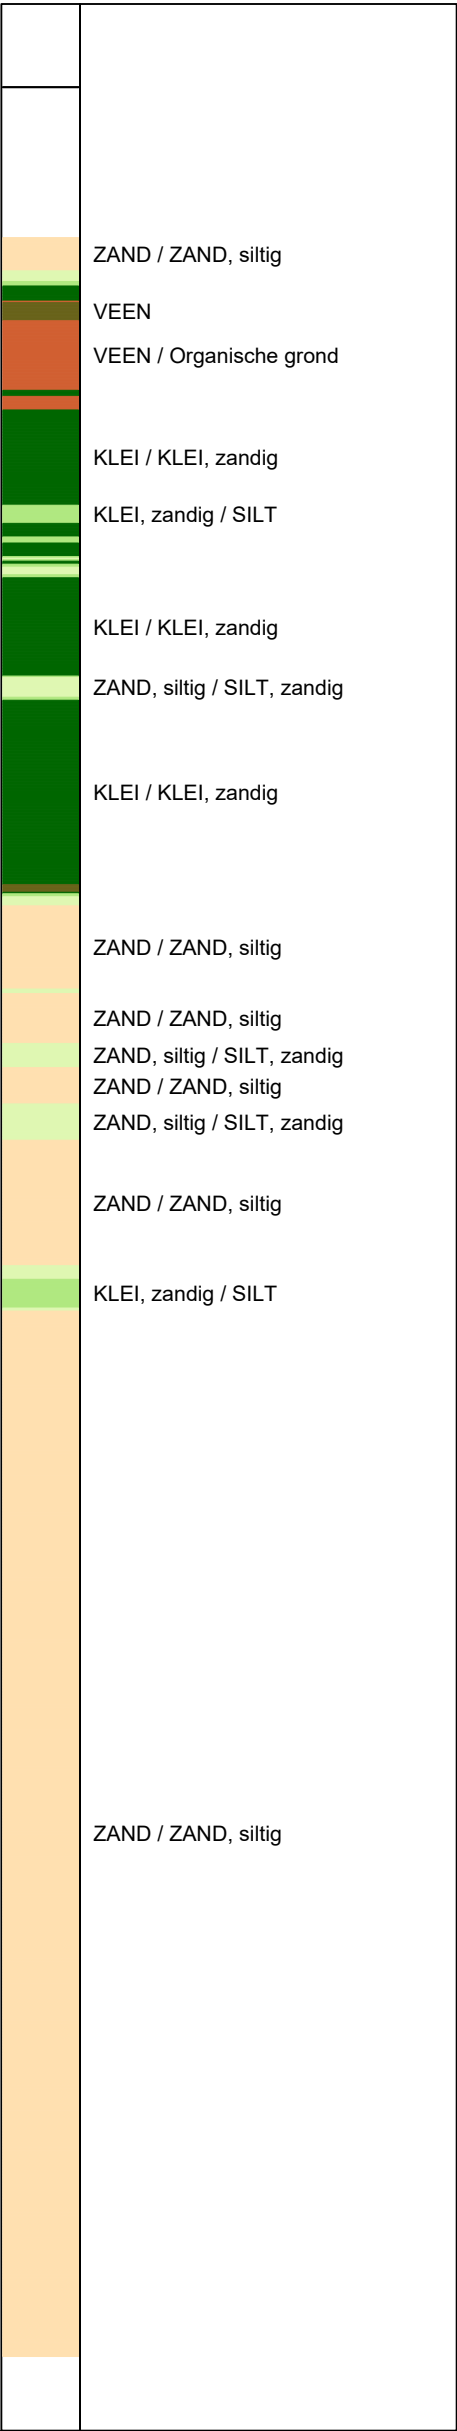 ZAND / ZAND, siltig
VEEN
VEEN / Organische grond
KLEI / KLEI, zandig
KLEI, zandig / SILT
KLEI / KLEI, zandig
ZAND, siltig / SILT, zandig
KLEI / KLEI, zandig
ZAND / ZAND, siltig
ZAND / ZAND, siltig
ZAND, siltig / SILT, zandig
ZAND / ZAND, siltig
ZAND, siltig / SILT, zandig
ZAND / ZAND, siltig
KLEI, zandig / SILT
ZAND / ZAND, siltig